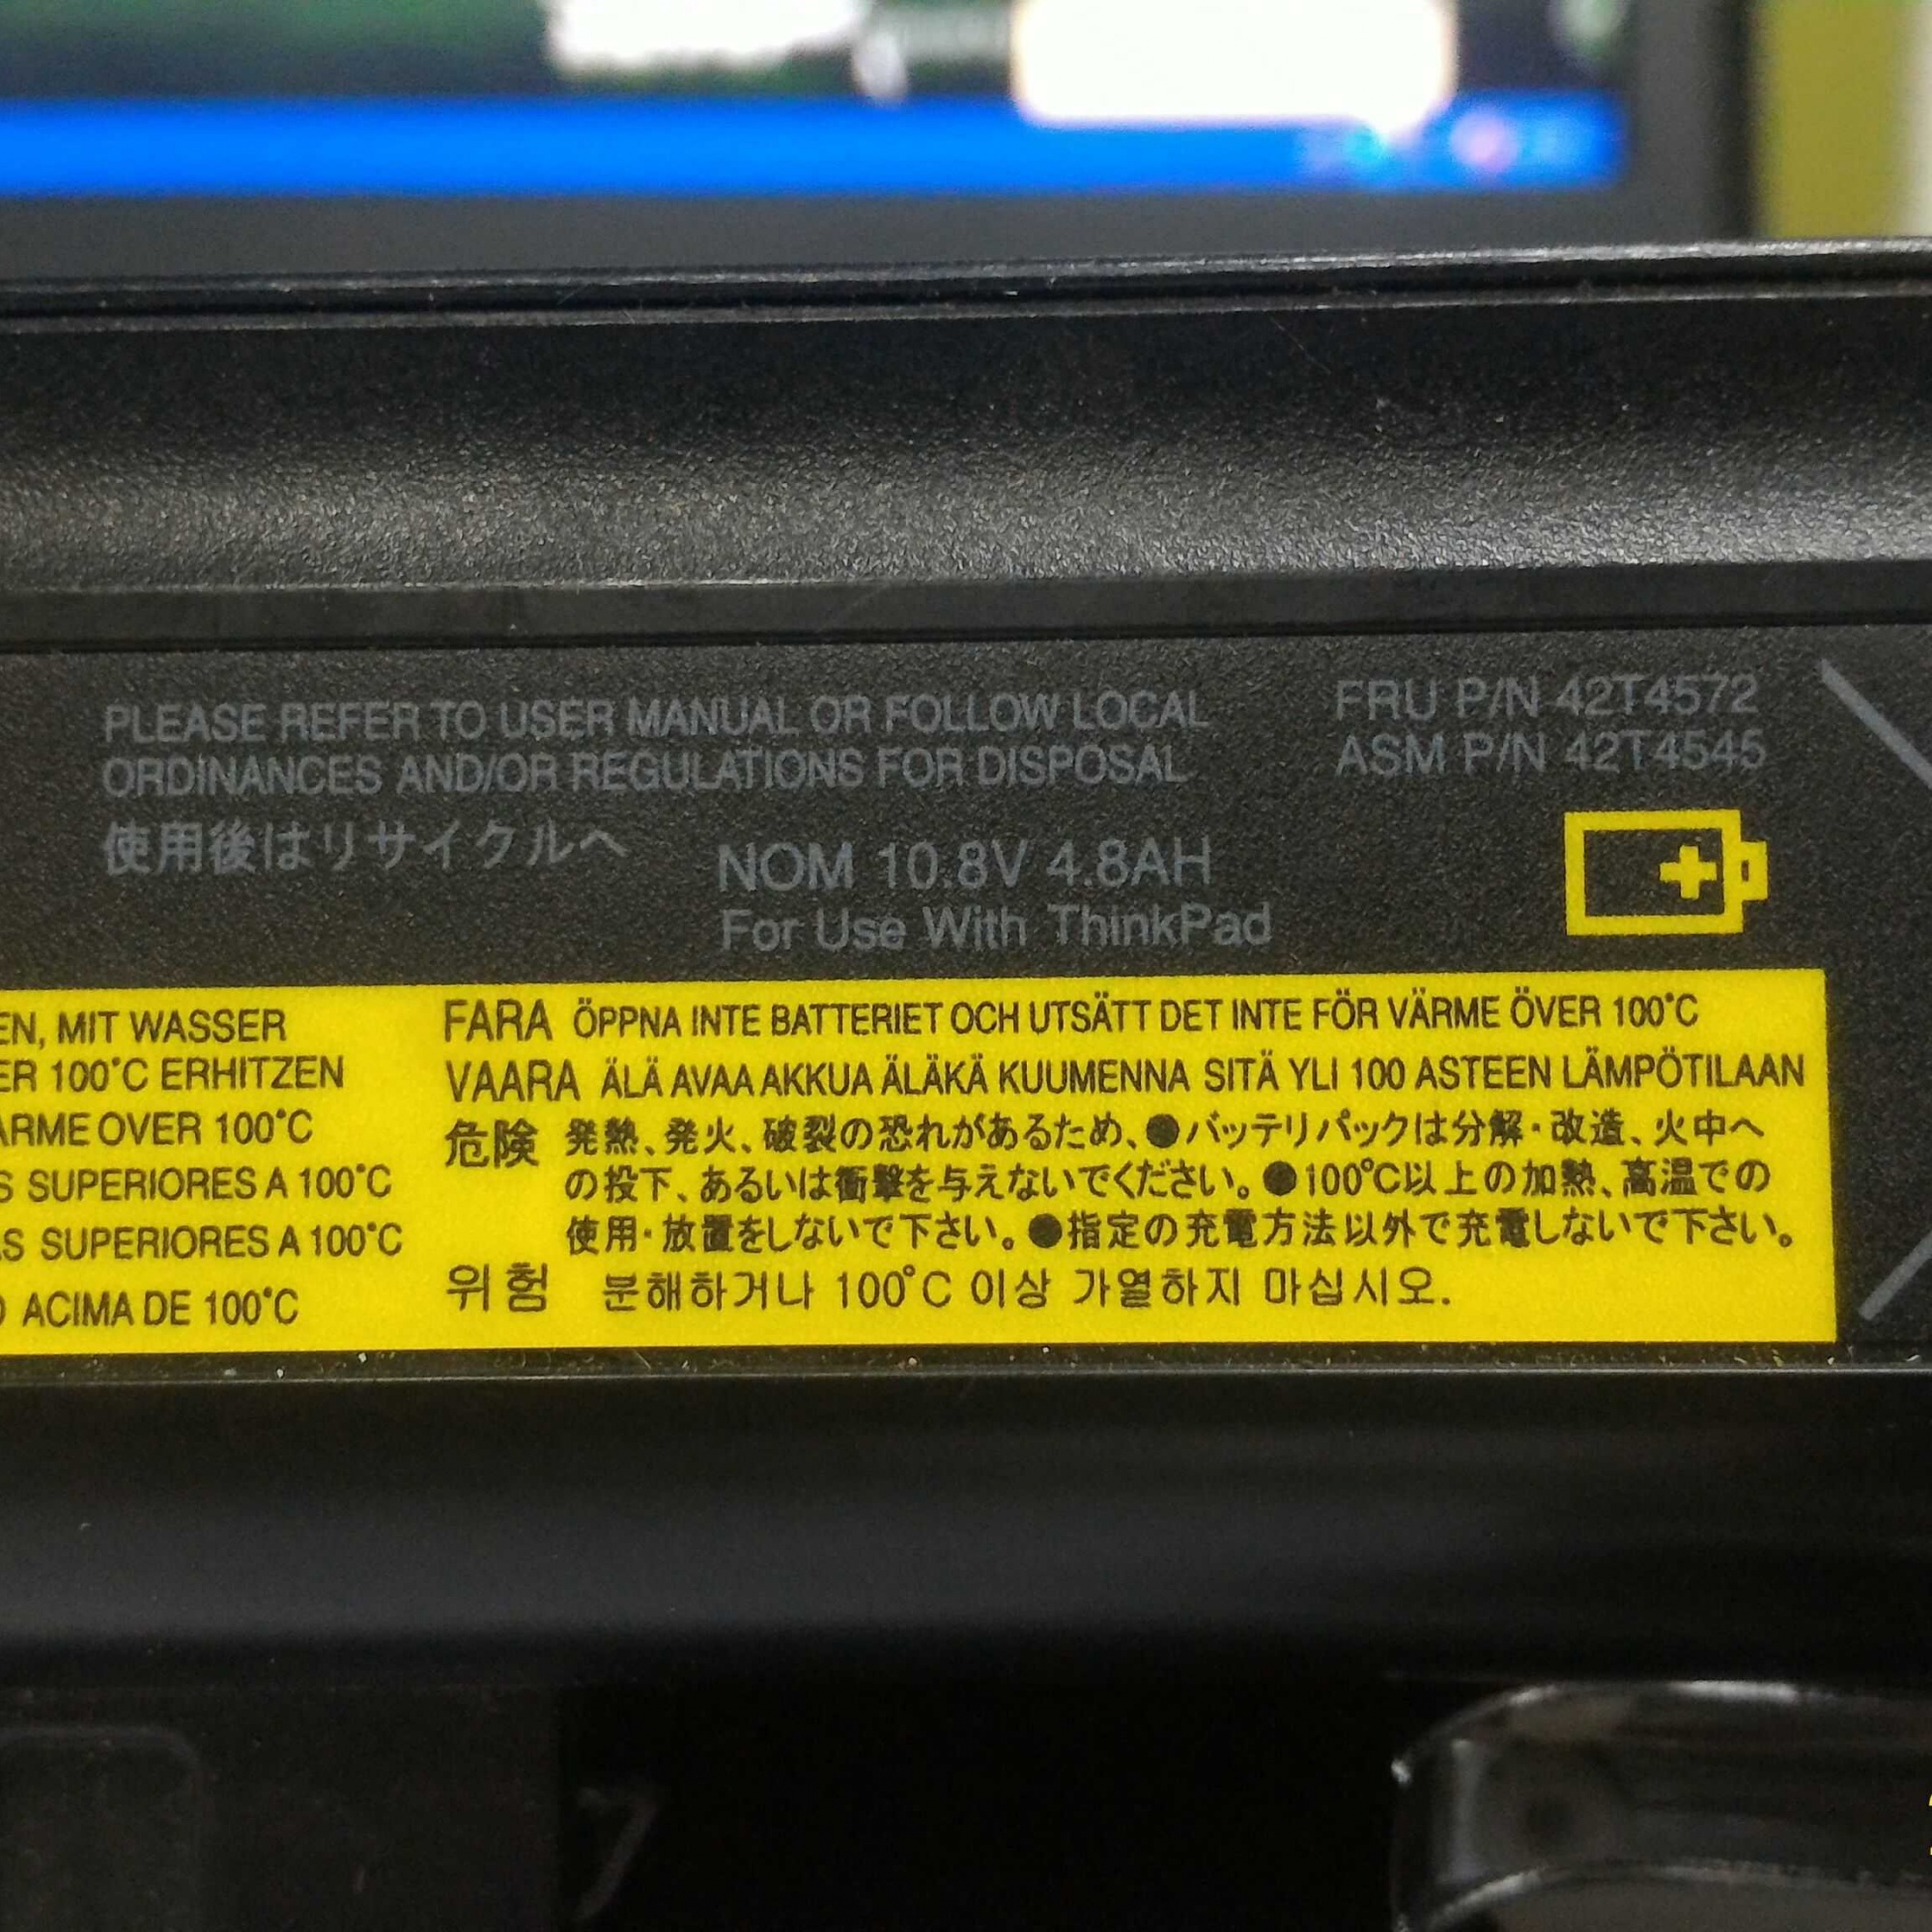 PLEASE REFER TO USER MANUAL OR FOLLOW LOCAL
ORDINANCES AND/OR REGULATIONS FOR DISPOSAL
使用後はリサイクルへ
NOM 10.8V 4.8AH
For Use With ThinkPad
FRU P/N 42T4572
ASM P/N 42T4545
EN, MIT WASSER
ER 100°C ERHITZEN
ARME OVER 100°C
S SUPERIORES A 100°C
AS SUPERIORES A 100°C
O ACIMA DE 100°C
FARA ÖPPNA INTE BATTERIET OCH UTSÄTT DET INTE FÖR VÄRME ÖVER 100°C
VAARA ÄLÄ AVAA AKKUA ÄLÄKÄ KUUMENNA SITÄ YLI 100 ASTEEN LÄMPÖTILAAN
危険 発熱、発火、破裂の恐れがあるため、●バッテリパックは分解・改造、火中へ
の投下、あるいは衝撃を与えないでください。●100°C以上の加熱、高温での
使用・放置をしないで下さい。●指定の充電方法以外で充電しないで下さい。
위험 분해하거나 100°C 이상 가열하지 마십시오.